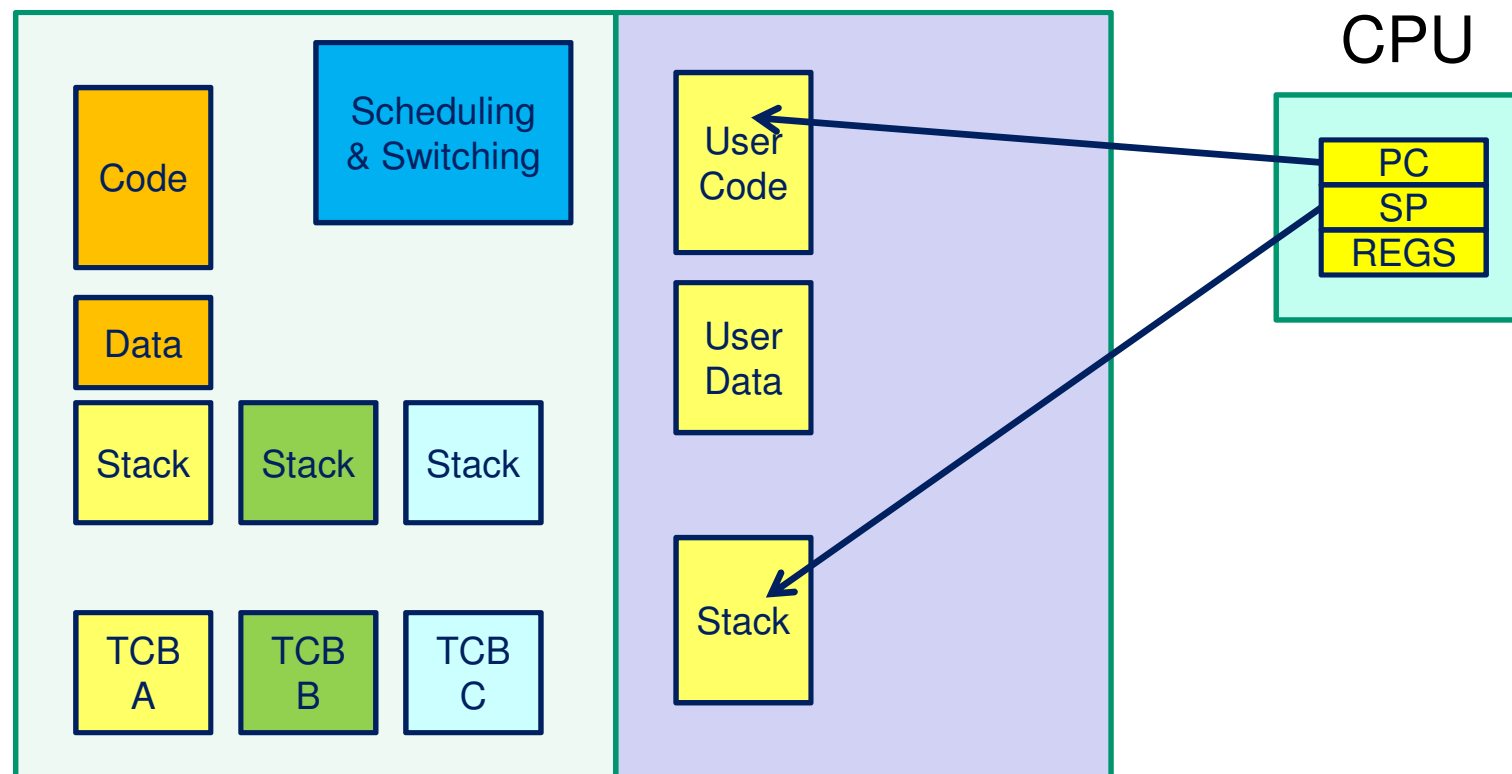 CPU
Scheduling
& Switching
Code
Data
Stack
Stack
Stack
TCB
A
TCB
B
TCB
C
User
Code
User
Data
Stack
PC
SP
REGS